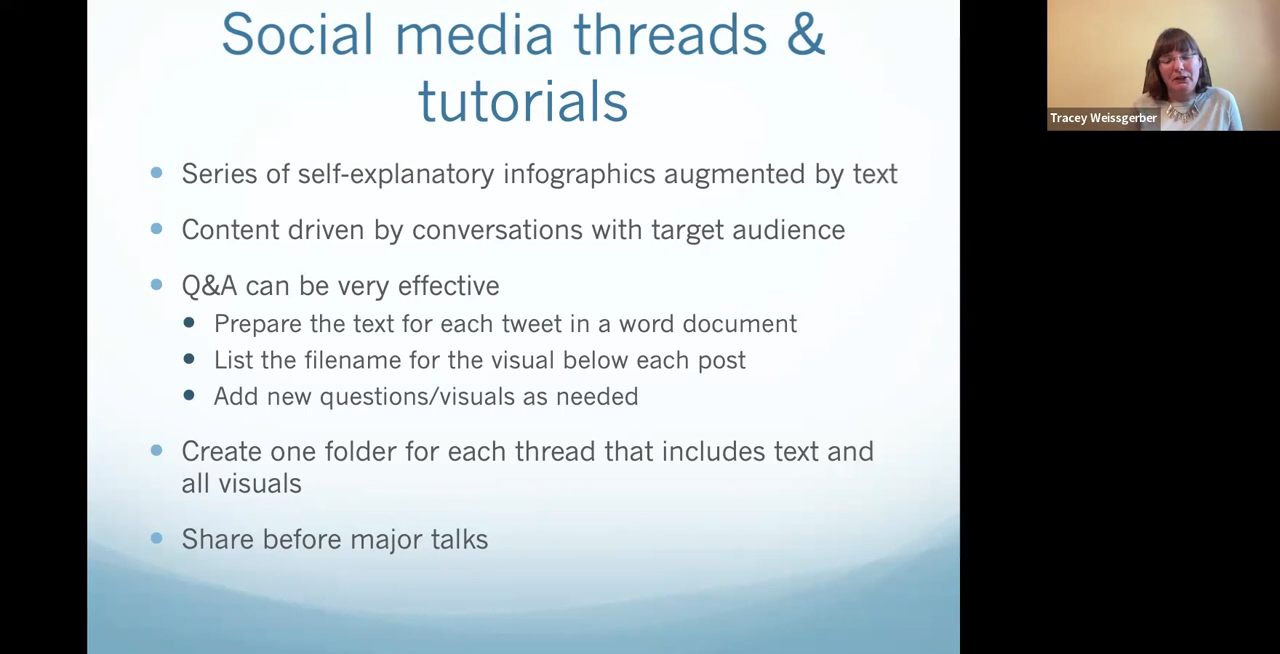 Social media threads &
tutorials
Series of self-explanatory infographics augmented by text
Content driven by conversations with target audience
Q&A can be very effective
Prepare the text for each tweet in a word document
List the filename for the visual below each post
Add new questions/visuals as needed
Create one folder for each thread that includes text and
all visuals
Share before major talks
Tracey Weissgerber